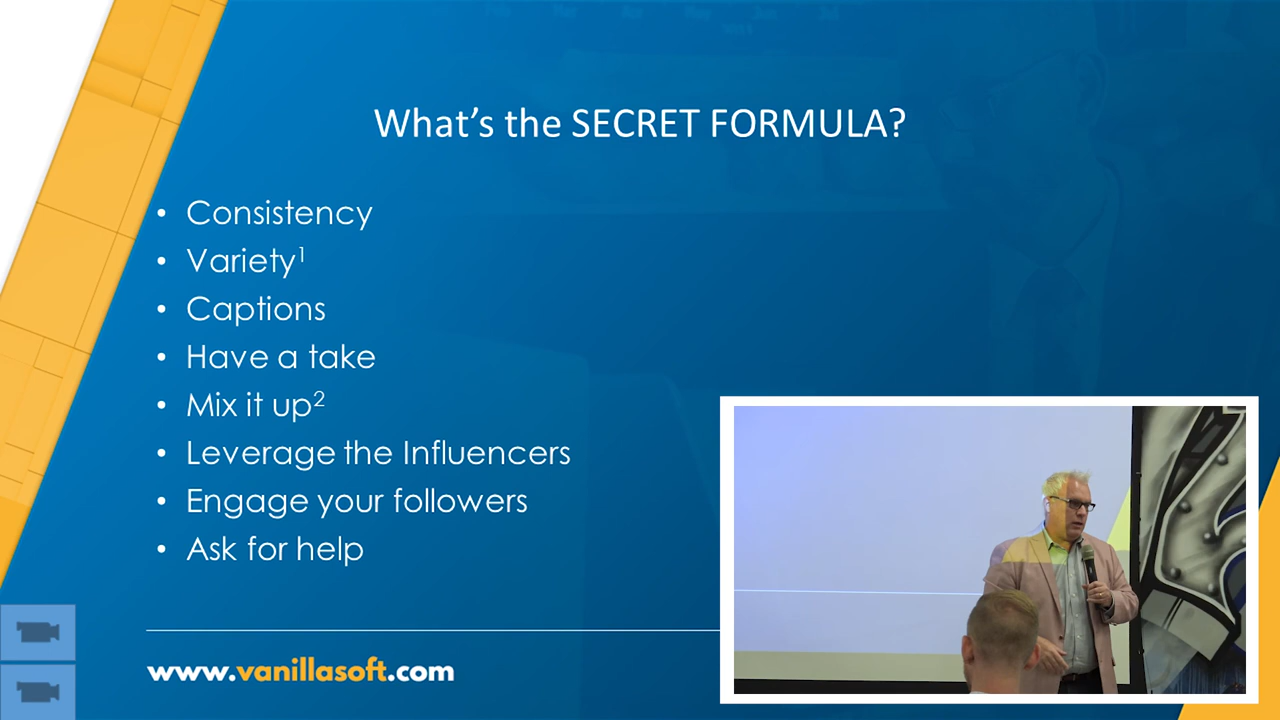 What’s the SECRET FORMULA?
• Consistency
• Variety1
• Captions
• Have a take
• Mix it up2
• Leverage the Influencers
• Engage your followers
• Ask for help
www.vanillasoft.com